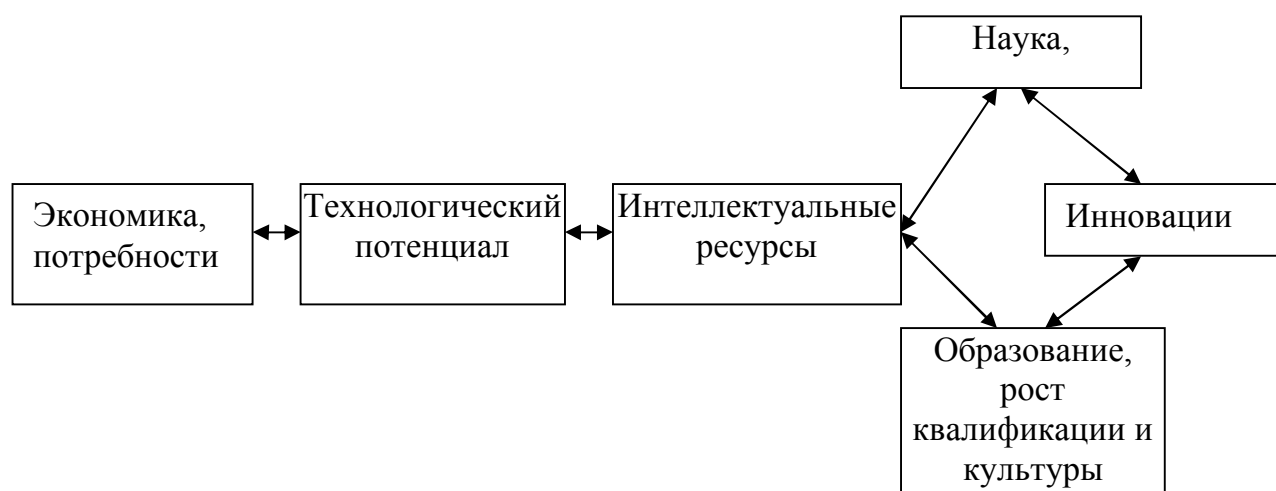 Наука,
Экономика,
потребности
Технологический
потенциал
Интеллектуальные
ресурсы
Инновации
Образование,
рост
квалификации и
культуры